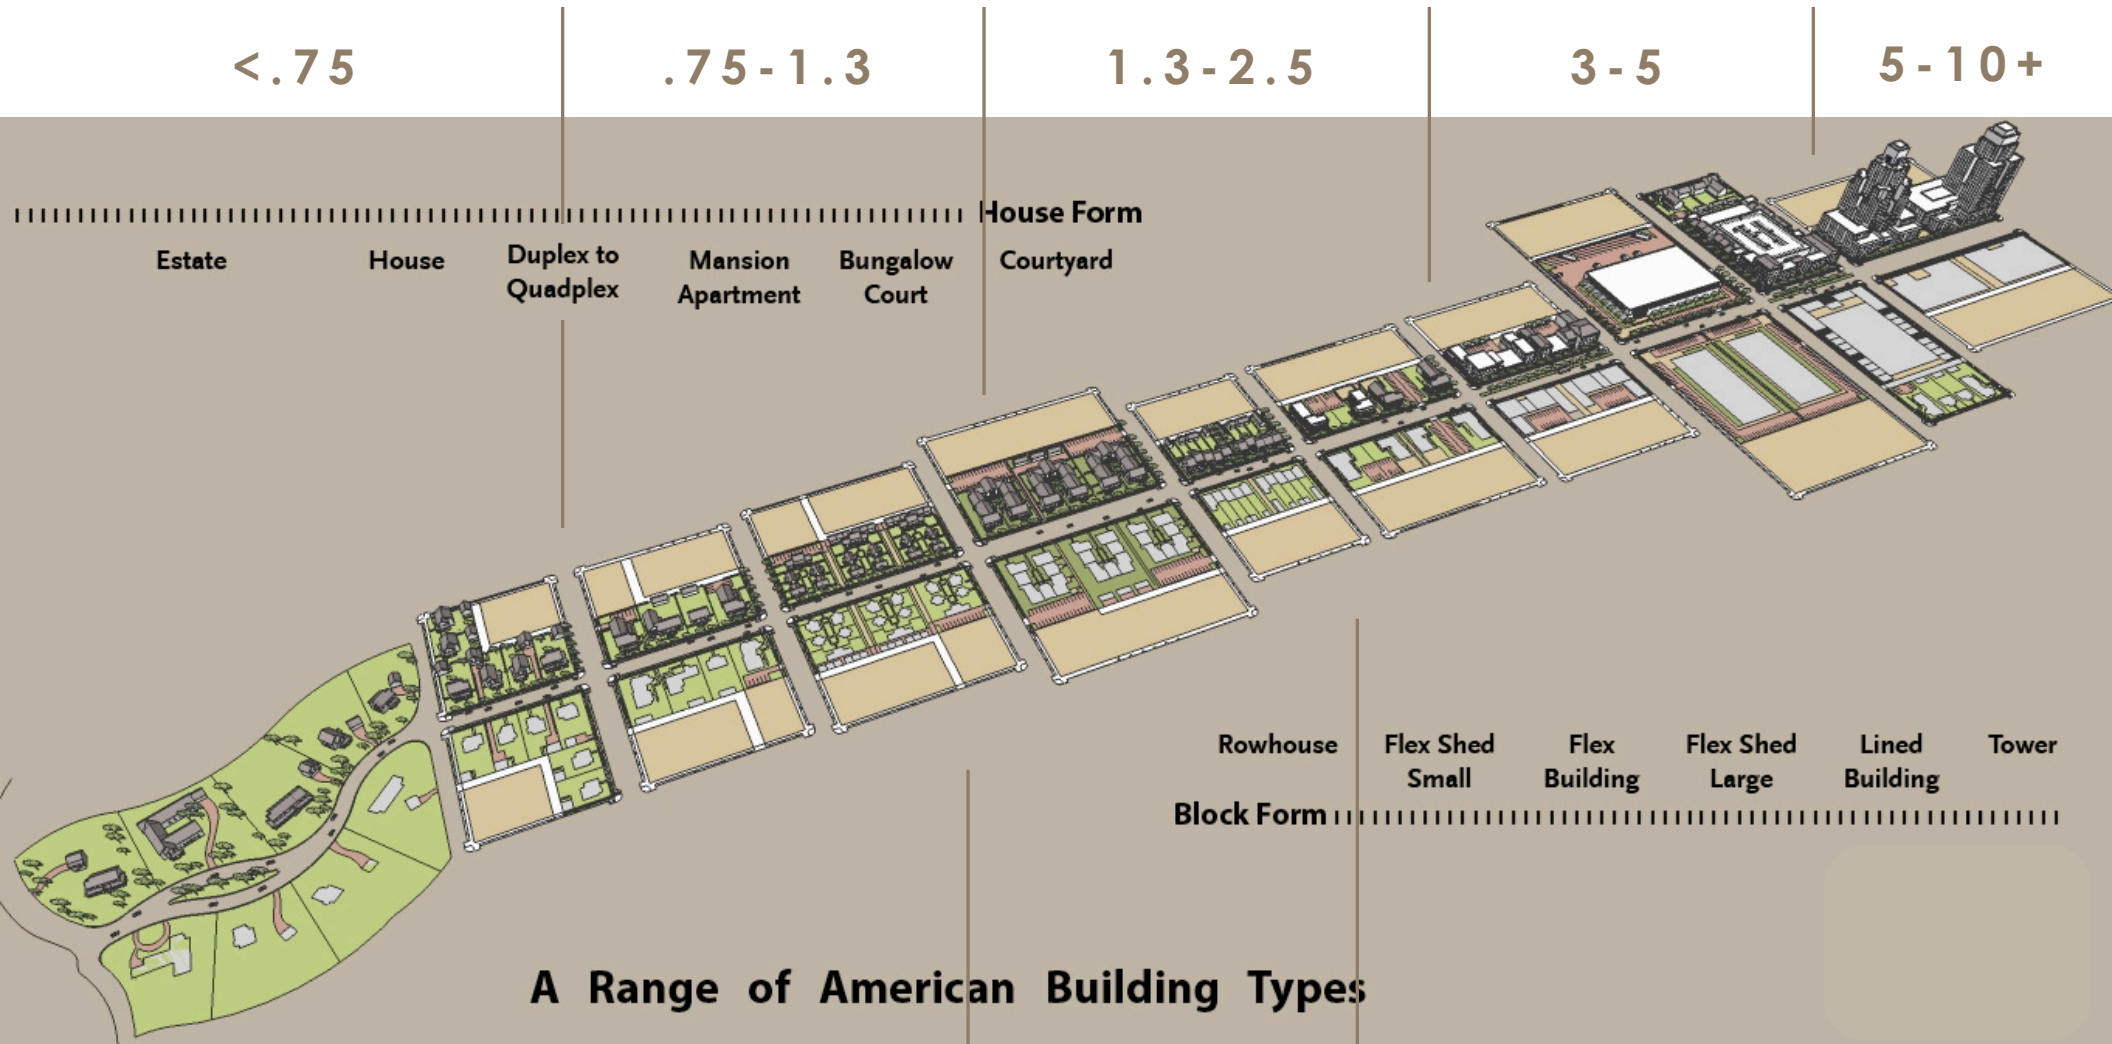 <.75
.75-1.3
1.3-2.5
3-5
5-10+
House Form
Estate
House
Duplex to
Quadplex
Mansion
Apartment
Bungalow
Court
Courtyard
Rowhouse
Flex Shed
Small
Flex
Building
Flex Shed
Large
Lined
Building
Tower
Block Form
A Range of American Building Types